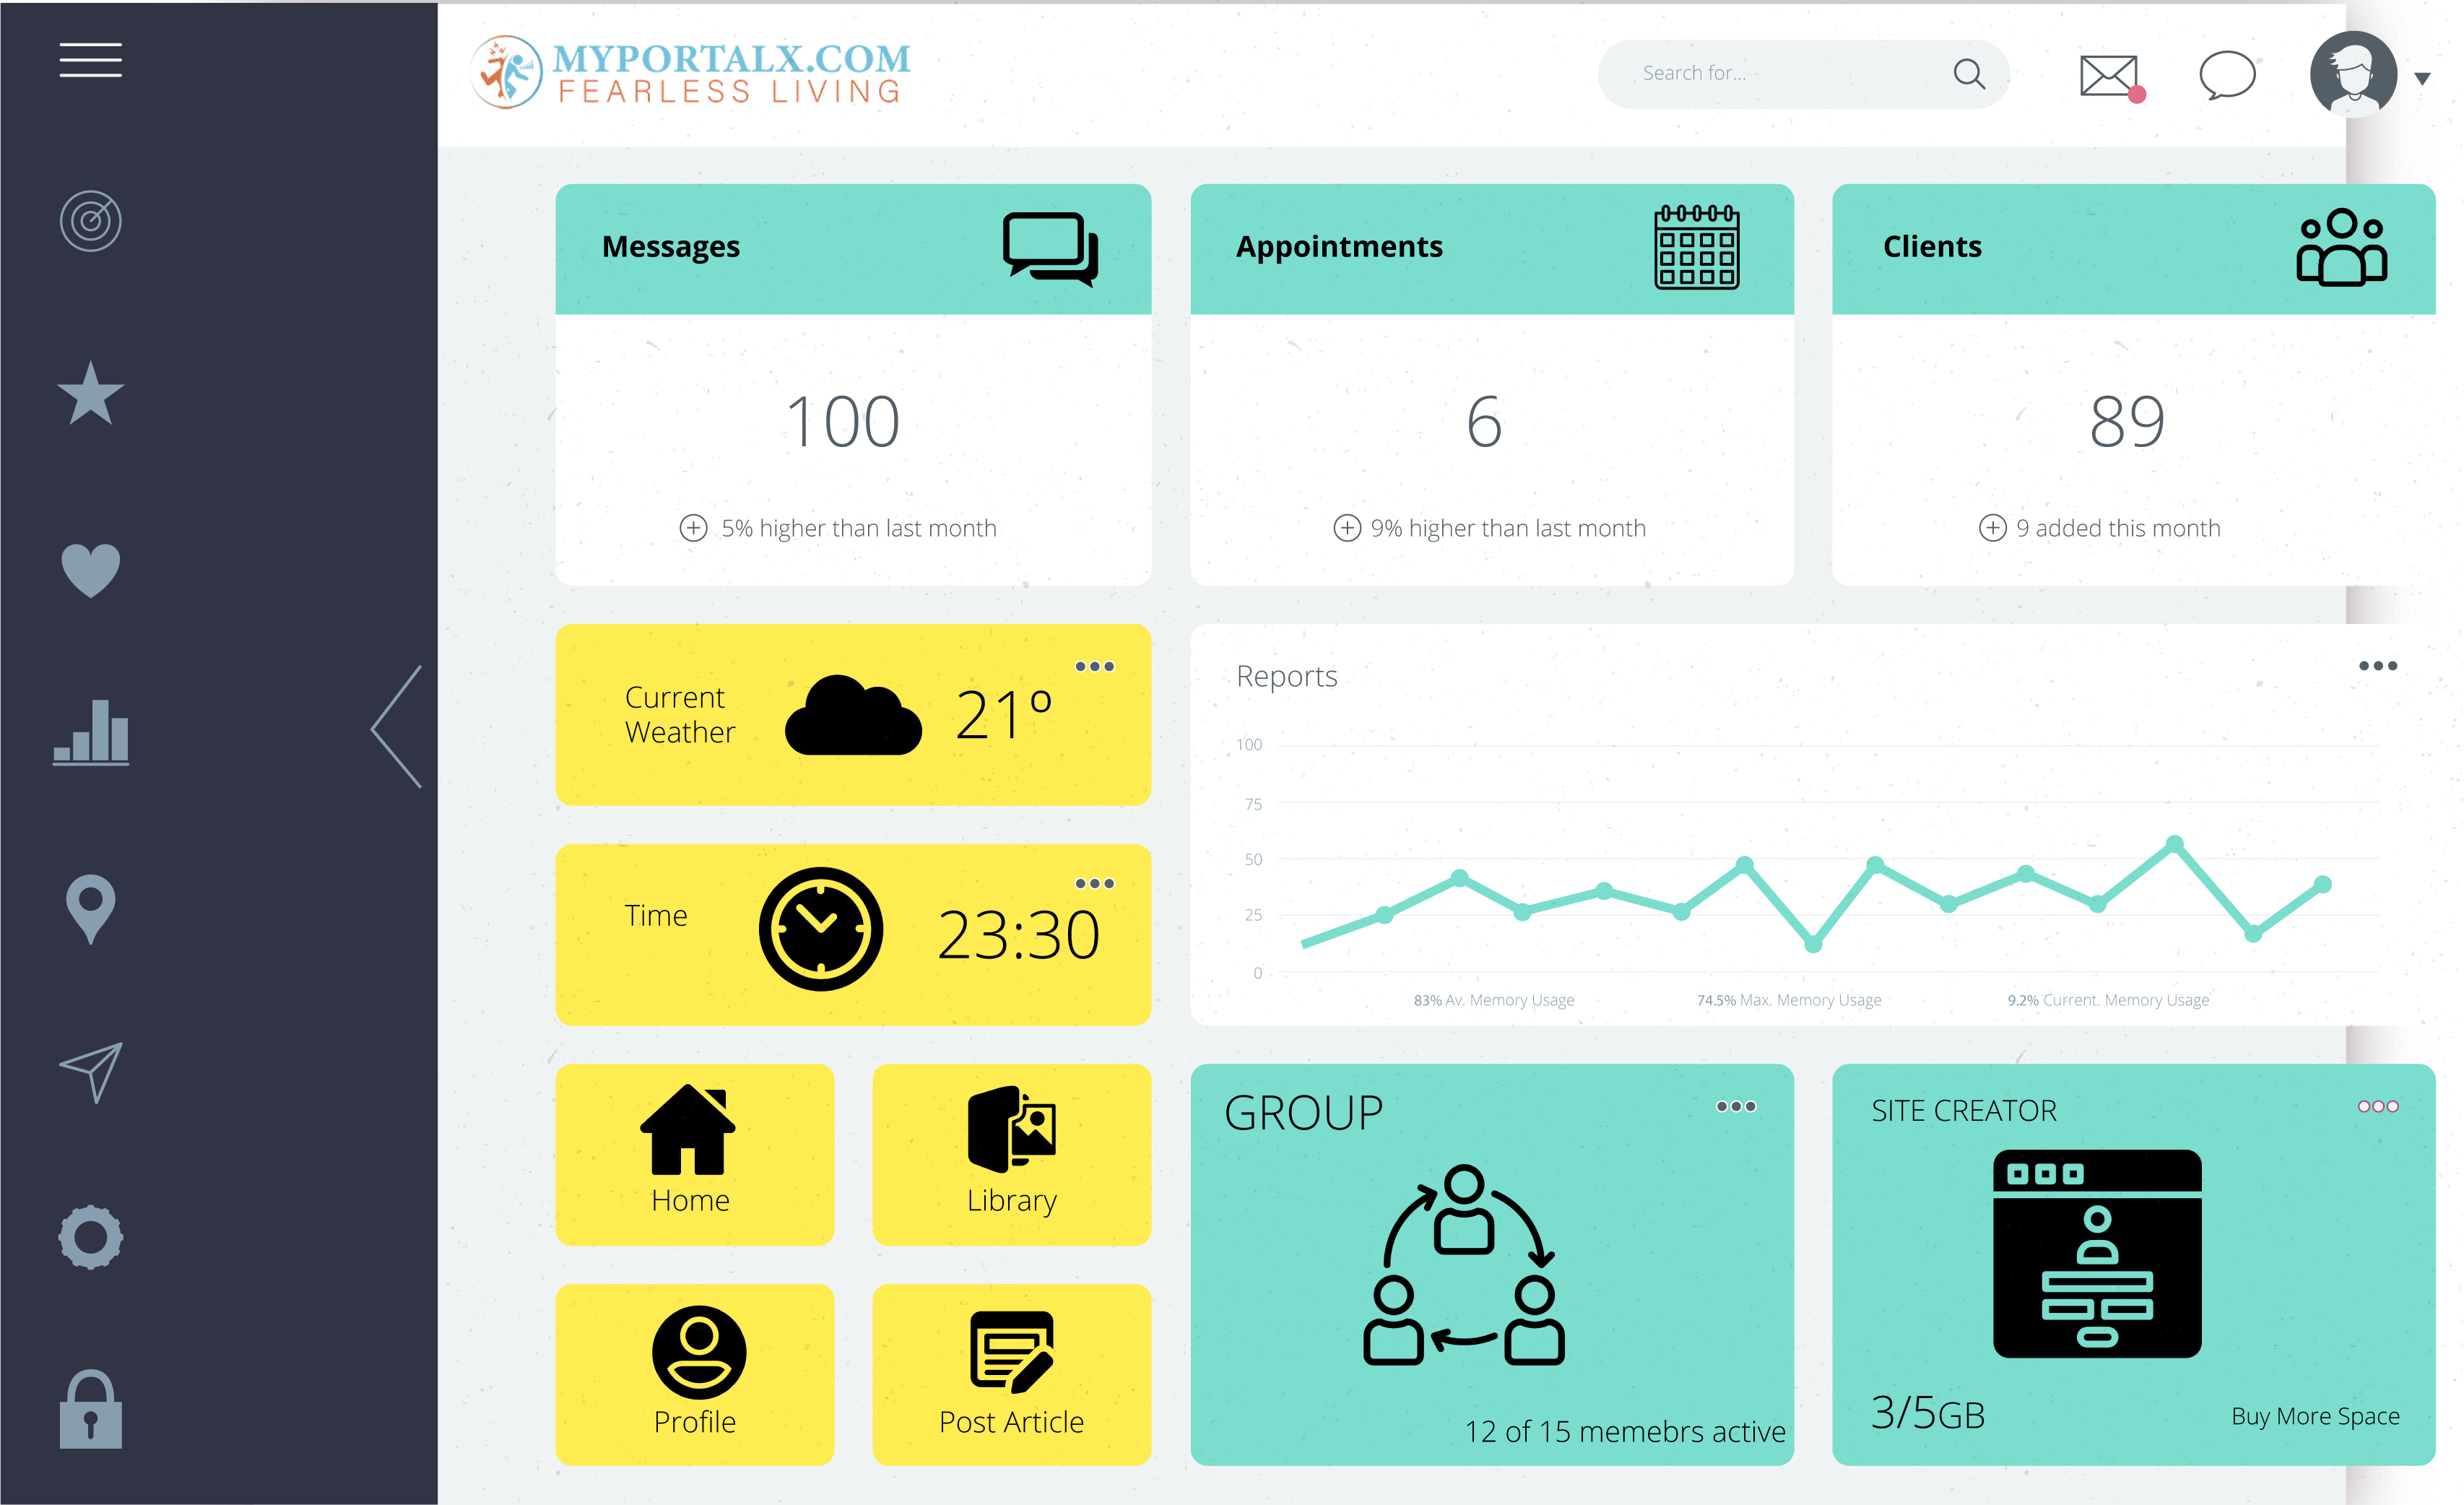 MYPORTALX.COM
FEARLESS LIVING
Search for...
Messages
100
5% higher than last month
Appointments
6
9% higher than last month
Clients
89
9 added this month
Current
Weather
21º
Time
23:30
Reports
100
75
50
25
0
83% Av. Memory Usage
74.5% Max. Memory Usage
9.2% Current. Memory Usage
Home
Library
Profile
Post Article
GROUP
12 of 15 memebrs active
SITE CREATOR
3/5GB
Buy More Space